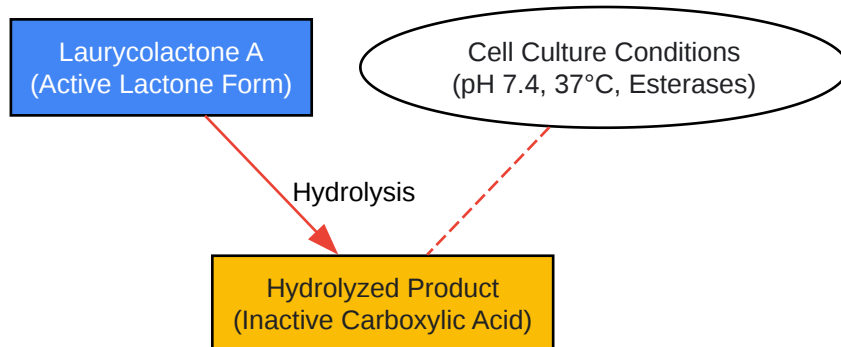 Laurycolactone A
(Active Lactone Form)
Cell Culture Conditions
(pH 7.4, 37°C, Esterases)
Hydrolysis
Hydrolyzed Product
(Inactive Carboxylic Acid)